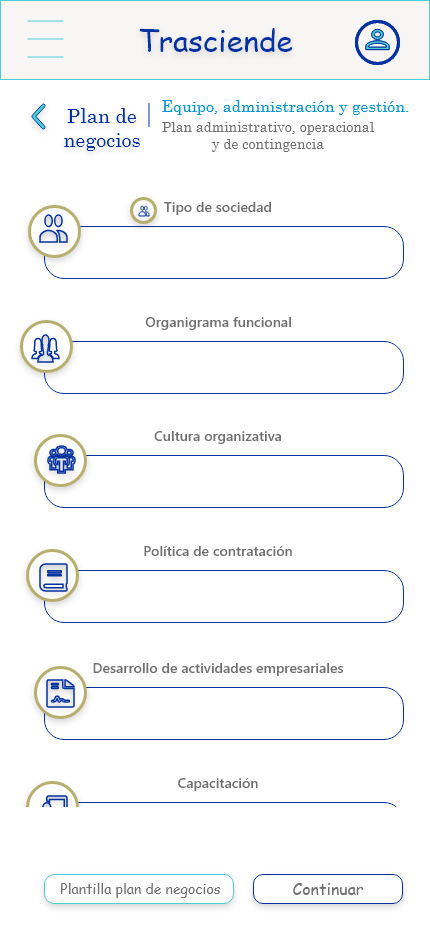 Trasciende
Plan de
negocios
Equipo, administración y gestión.
Plan administrativo, operacional
y de contingencia
Tipo de sociedad
Organigrama funcional
Cultura organizativa
Política de contratación
Desarrollo de actividades empresariales
Capacitación
Plantilla plan de negocios
Continuar